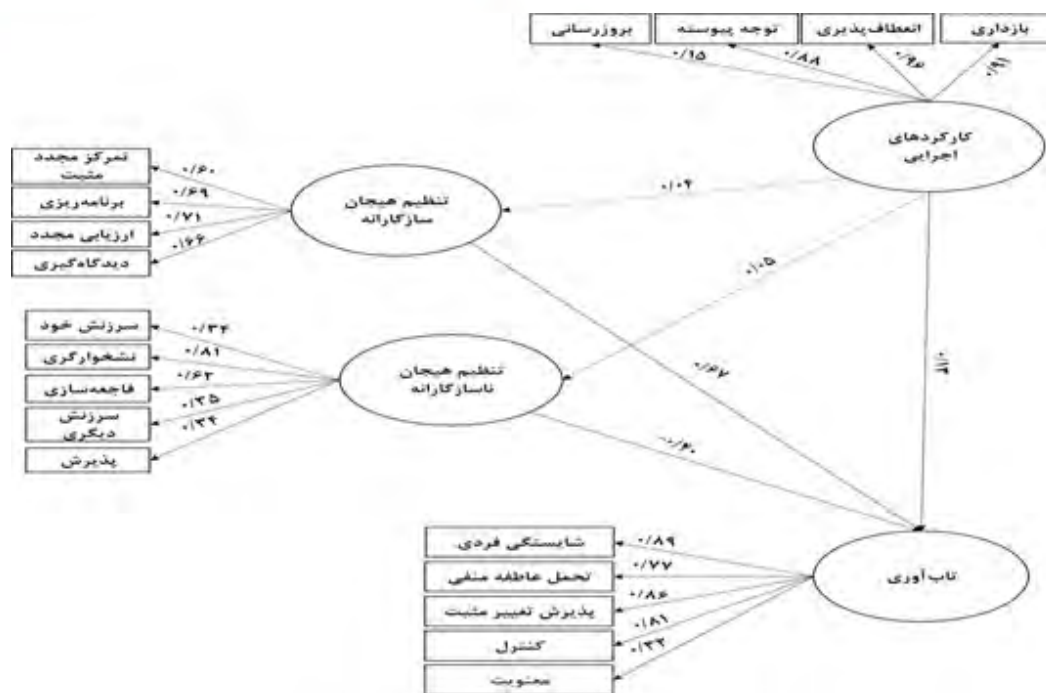 بازداری
انعطاف‌پذیری
توجه پیوسته
بروزرسانی
۰/۹۱
۰/۹۶
۰/۸۸
۰/۱۵
کارکردهای
اجرایی
۰/۰۴
۰/۰۵
۰/۱۳
تنظیم هیجان
سازگارانه
۰/۶۰
۰/۶۹
۰/۷۱
۰/۶۶
تمرکز مجدد
مثبت
برنامه‌ریزی
ارزیابی مجدد
دیدگاه‌گیری
۰/۶۷
تنظیم هیجان
ناسازگارانه
۰/۳۴
۰/۸۱
۰/۶۳
۰/۳۵
۰/۳۴
سرزنش خود
نشخوارگری
فاجعه‌سازی
سرزنش
دیگری
پذیرش
-۰/۴۰
تاب‌آوری
۰/۸۹
۰/۷۷
۰/۸۶
۰/۸۱
۰/۳۳
شایستگی فردی
تحمل عاطفه منفی
پذیرش تغییر مثبت
کنترل
معنویت